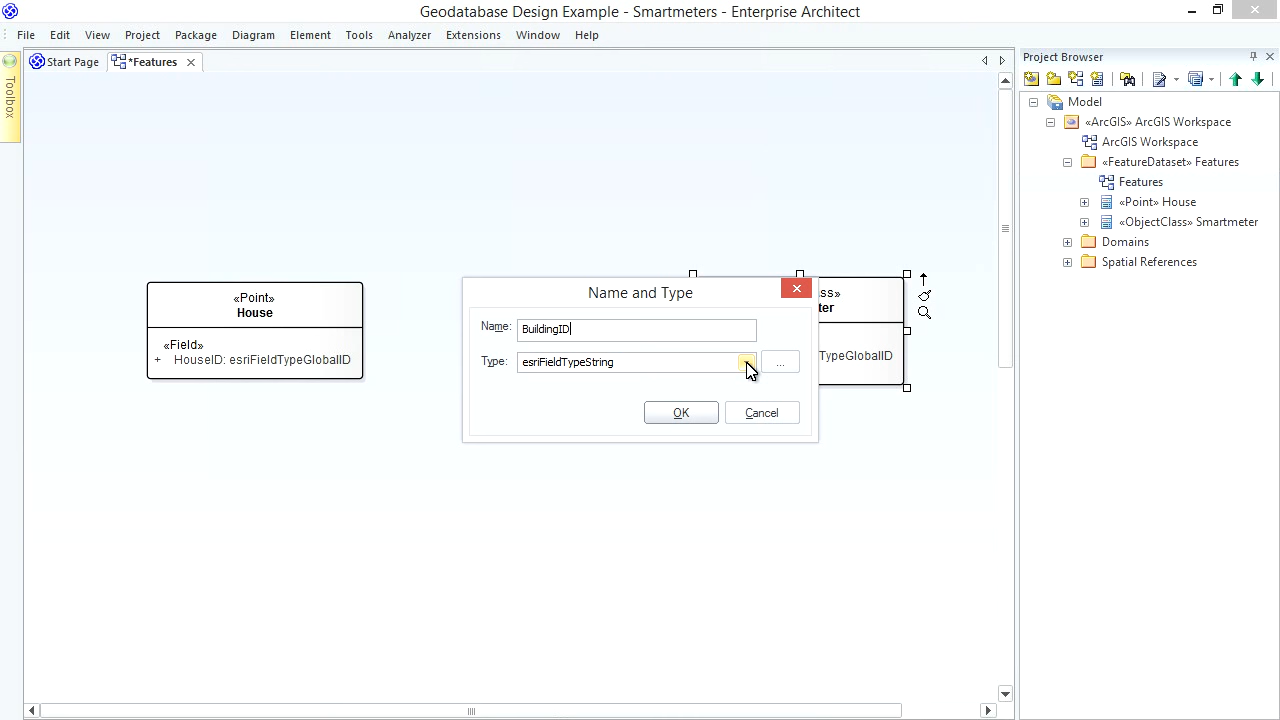 Geodatabase Design Example - Smartmeters - Enterprise Architect
File Edit View Project Package Diagram Element Tools Analyzer Extensions Window Help
Toolbox
Start Page
*Features
Project Browser
Model
«ArcGIS» ArcGIS Workspace
ArcGIS Workspace
«FeatureDataset» Features
Features
«Point» House
«ObjectClass» Smartmeter
Domains
Spatial References
«Point»
House
«Field»
+ HouseID: esriFieldTypeGlobalID
ss»
ter
TypeGlobalID
Name and Type
Name: BuildingID
Type: esriFieldTypeString
...
OK Cancel